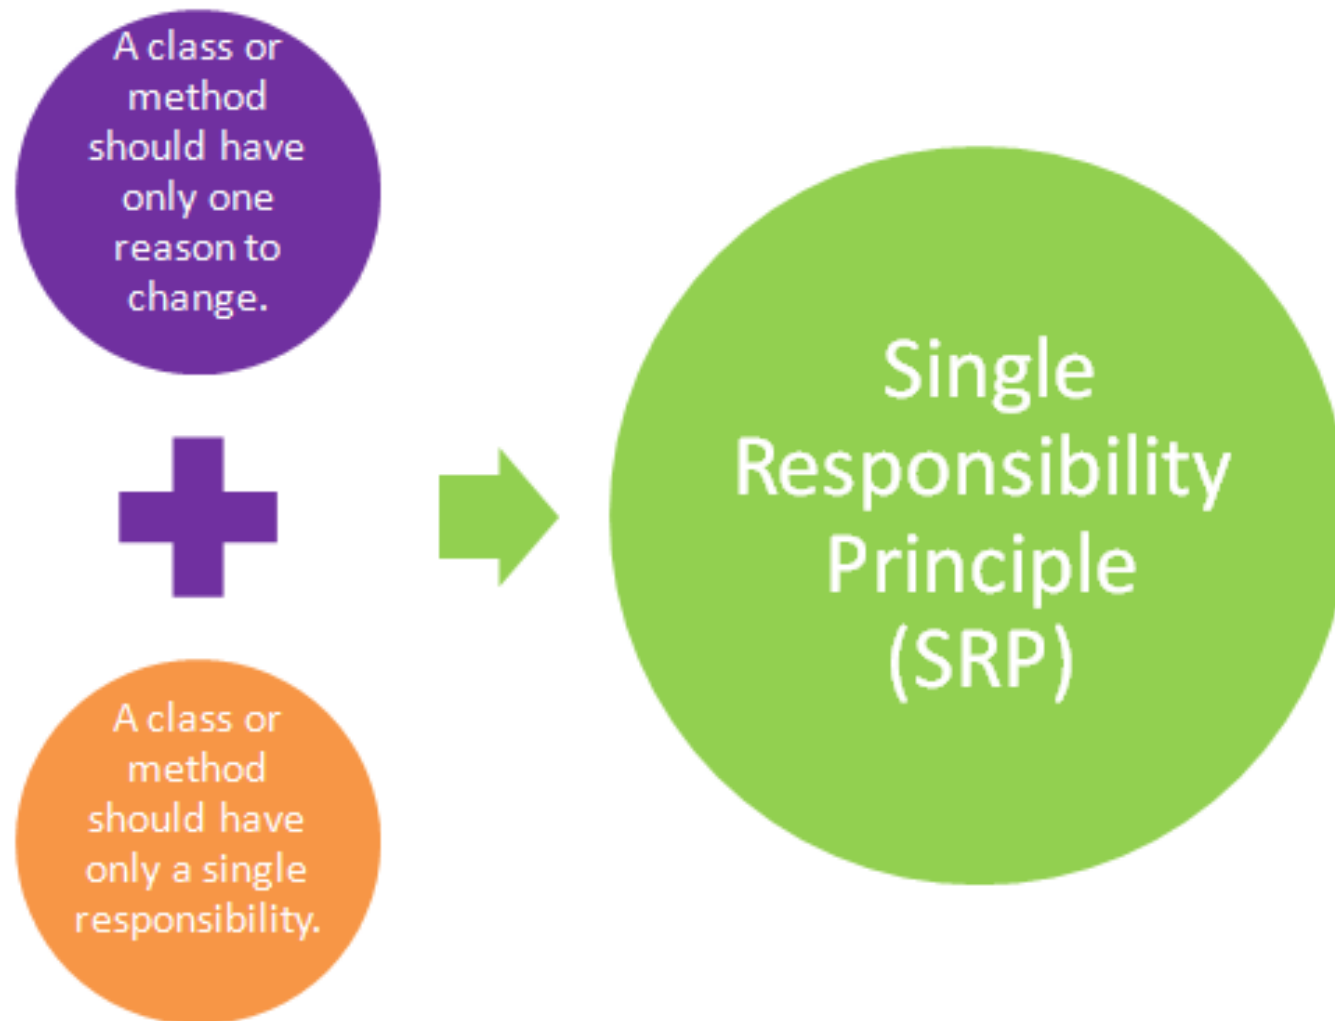 A class or
method
should have
only one
reason to
change.
A class or
method
should have
only a single
responsibility.
Single
Responsibility
Principle
(SRP)